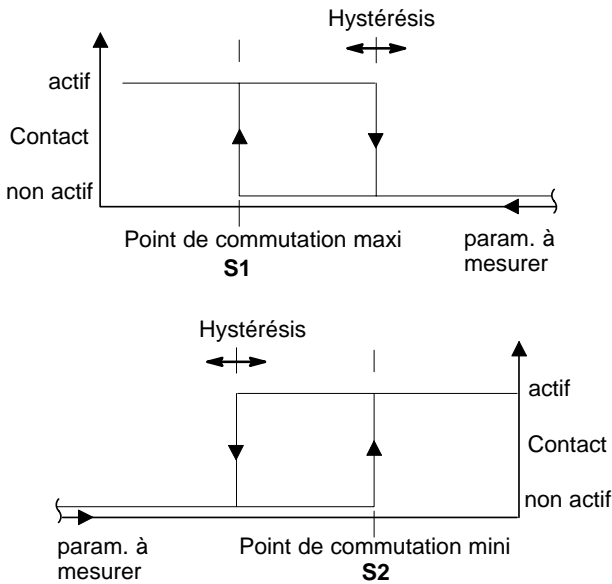 Hystérésis
actif
Contact
non actif
Point de commutation maxi
S1
param. à
mesurer
Hystérésis
actif
Contact
non actif
param. à
mesurer
Point de commutation mini
S2